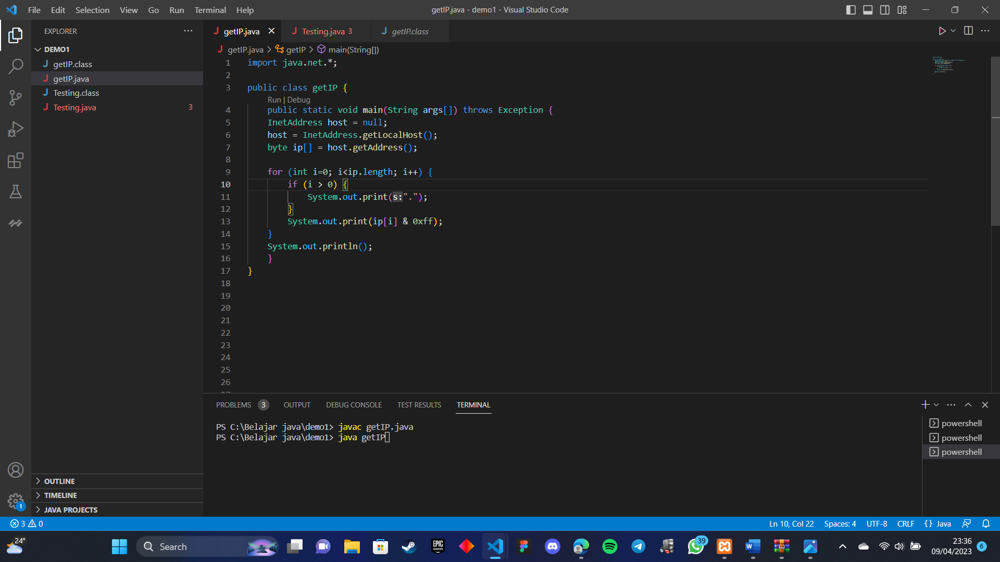 File Edit Selection View Go Run Terminal Help
getIP.java - demo1 - Visual Studio Code
EXPLORER
DEMO1
getIP.class
getIP.java
Testing.class
Testing.java 3
OUTLINE
TIMELINE
JAVA PROJECTS
getIP.java Testing.java 3 getIP.class
getIP.java > getIP > main(String[])
1 import java.net.*;
2
3 public class getIP {
Run | Debug
4 public static void main(String args[]) throws Exception {
5 InetAddress host = null;
6 host = InetAddress.getLocalHost();
7 byte ip[] = host.getAddress();
8
9 for (int i=0; i<ip.length; i++) {
10 if (i > 0) {
11 System.out.print(s:".");
12 }
13 System.out.print(ip[i] & 0xff);
14 }
15 System.out.println();
16 }
17 }
18
19
20
21
22
23
24
25
26
PROBLEMS 3 OUTPUT DEBUG CONSOLE TEST RESULTS TERMINAL
PS C:\Belajar java\demo1> javac getIP.java
PS C:\Belajar java\demo1> java getIP
powershell
powershell
powershell
1
3 0
Ln 10, Col 22 Spaces: 4 UTF-8 CRLF {} Java
24°
Search
EPIC GAMES
39
23:36
09/04/2023
6